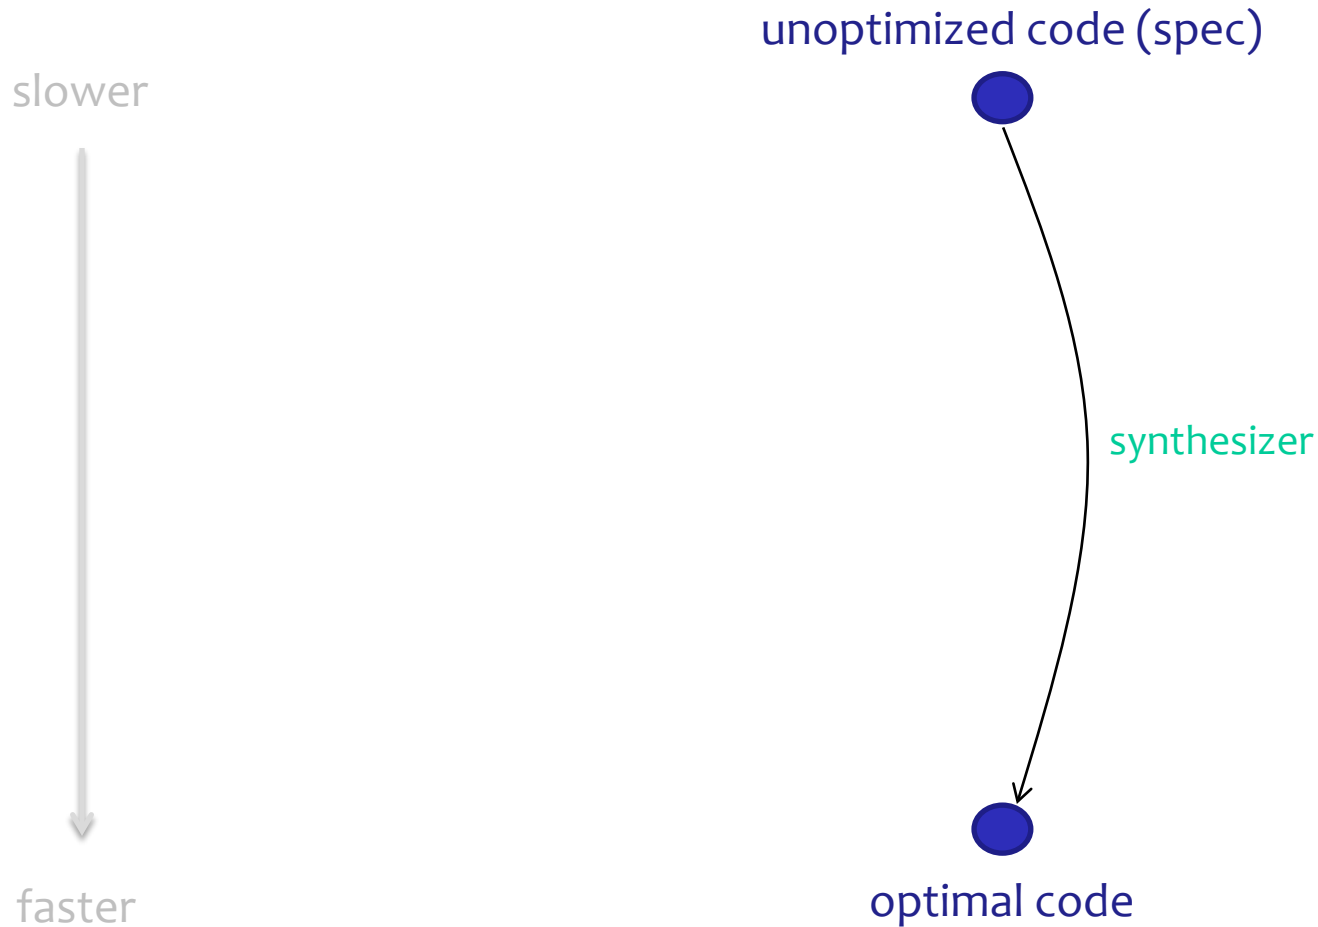 unoptimized code (spec)
slower
synthesizer
optimal code
faster